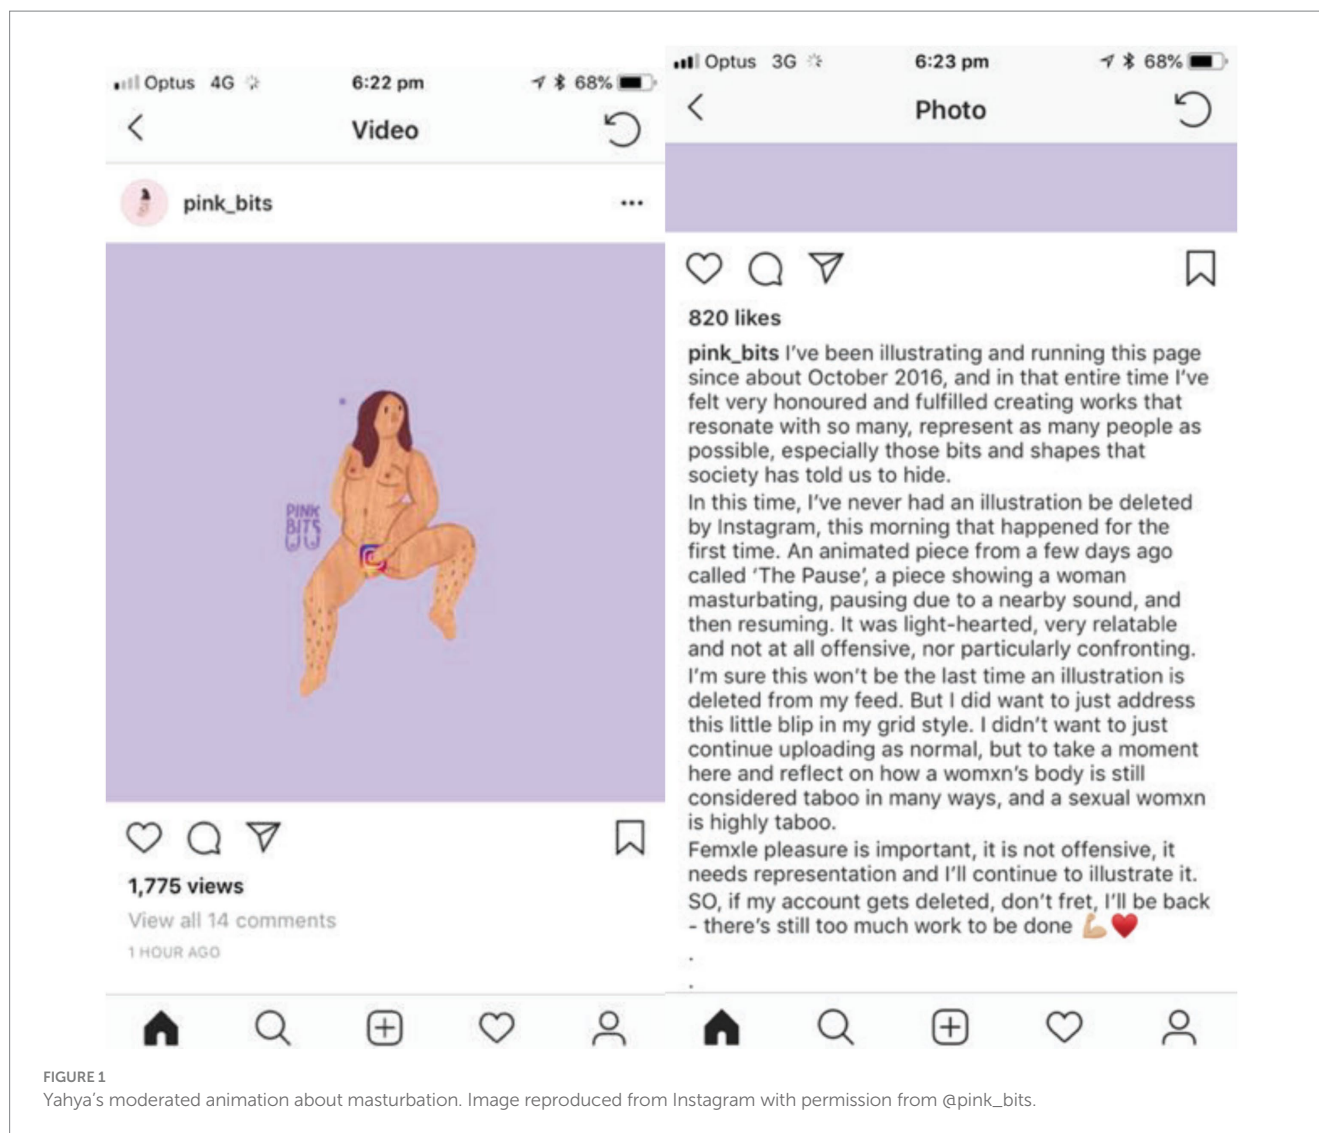 Optus 4G 6:22 pm 68%
Video
pink_bits
PINK
BITS
1,775 views
View all 14 comments
1 HOUR AGO
Optus 3G 6:23 pm 68%
Photo
820 likes
pink_bits I’ve been illustrating and running this page
since about October 2016, and in that entire time I’ve
felt very honoured and fulfilled creating works that
resonate with so many, represent as many people as
possible, especially those bits and shapes that
society has told us to hide.
In this time, I’ve never had an illustration be deleted
by Instagram, this morning that happened for the
first time. An animated piece from a few days ago
called ‘The Pause’, a piece showing a woman
masturbating, pausing due to a nearby sound, and
then resuming. It was light-hearted, very relatable
and not at all offensive, nor particularly confronting.
I’m sure this won’t be the last time an illustration is
deleted from my feed. But I did want to just address
this little blip in my grid style. I didn’t want to just
continue uploading as normal, but to take a moment
here and reflect on how a womxn’s body is still
considered taboo in many ways, and a sexual womxn
is highly taboo.
Femxle pleasure is important, it is not offensive, it
needs representation and I’ll continue to illustrate it.
SO, if my account gets deleted, don’t fret, I’ll be back
- there’s still too much work to be done 💪🏼♥️
.
.
FIGURE 1
Yahya’s moderated animation about masturbation. Image reproduced from Instagram with permission from @pink_bits.